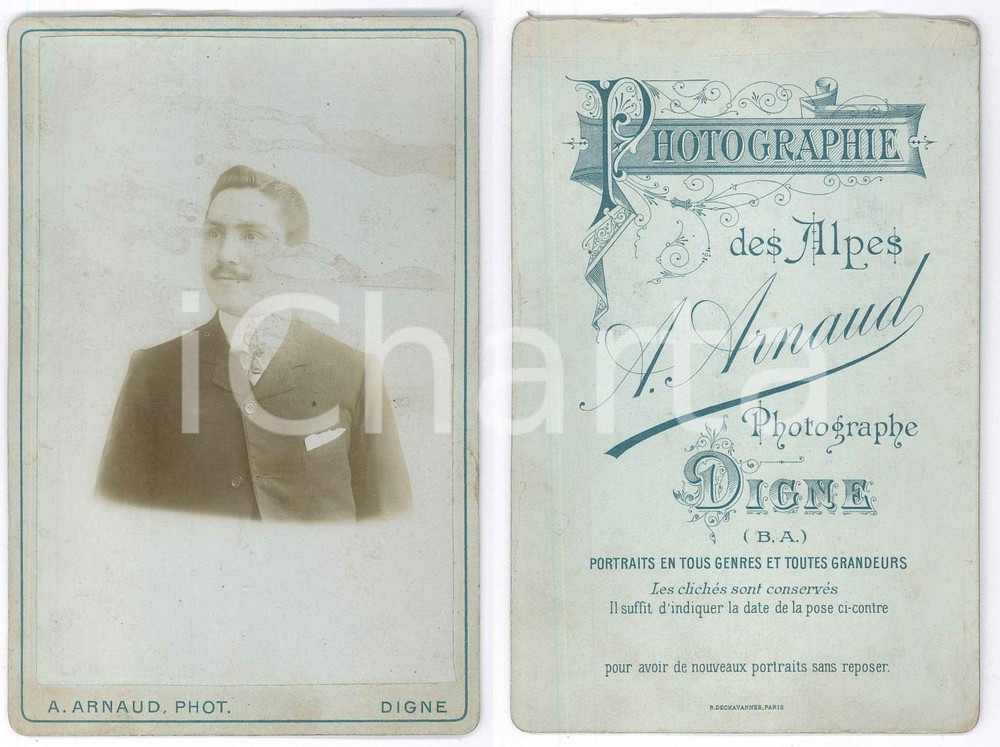 A. ARNAUD, PHOT. DIGNE
PHOTOGRAPHIE
des Alpes
A. Arnaud
Photographe
DIGNE
(B. A.)
PORTRAITS EN TOUS GENRES ET TOUTES GRANDEURS
Les clichés sont conservés
Il suffit d'indiquer la date de la pose ci-contre
pour avoir de nouveaux portraits sans reposer.
R. DECHAVANNES, PARIS
iCharta